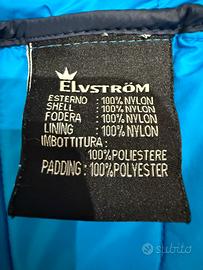 ELVSTRÖM
ESTERNO : 100%NYLON
SHELL : 100%NYLON
FODERA : 100%NYLON
LINING : 100%NYLON
IMBOTTITURA :
100%POLIESTERE
PADDING : 100%POLYESTER
subito